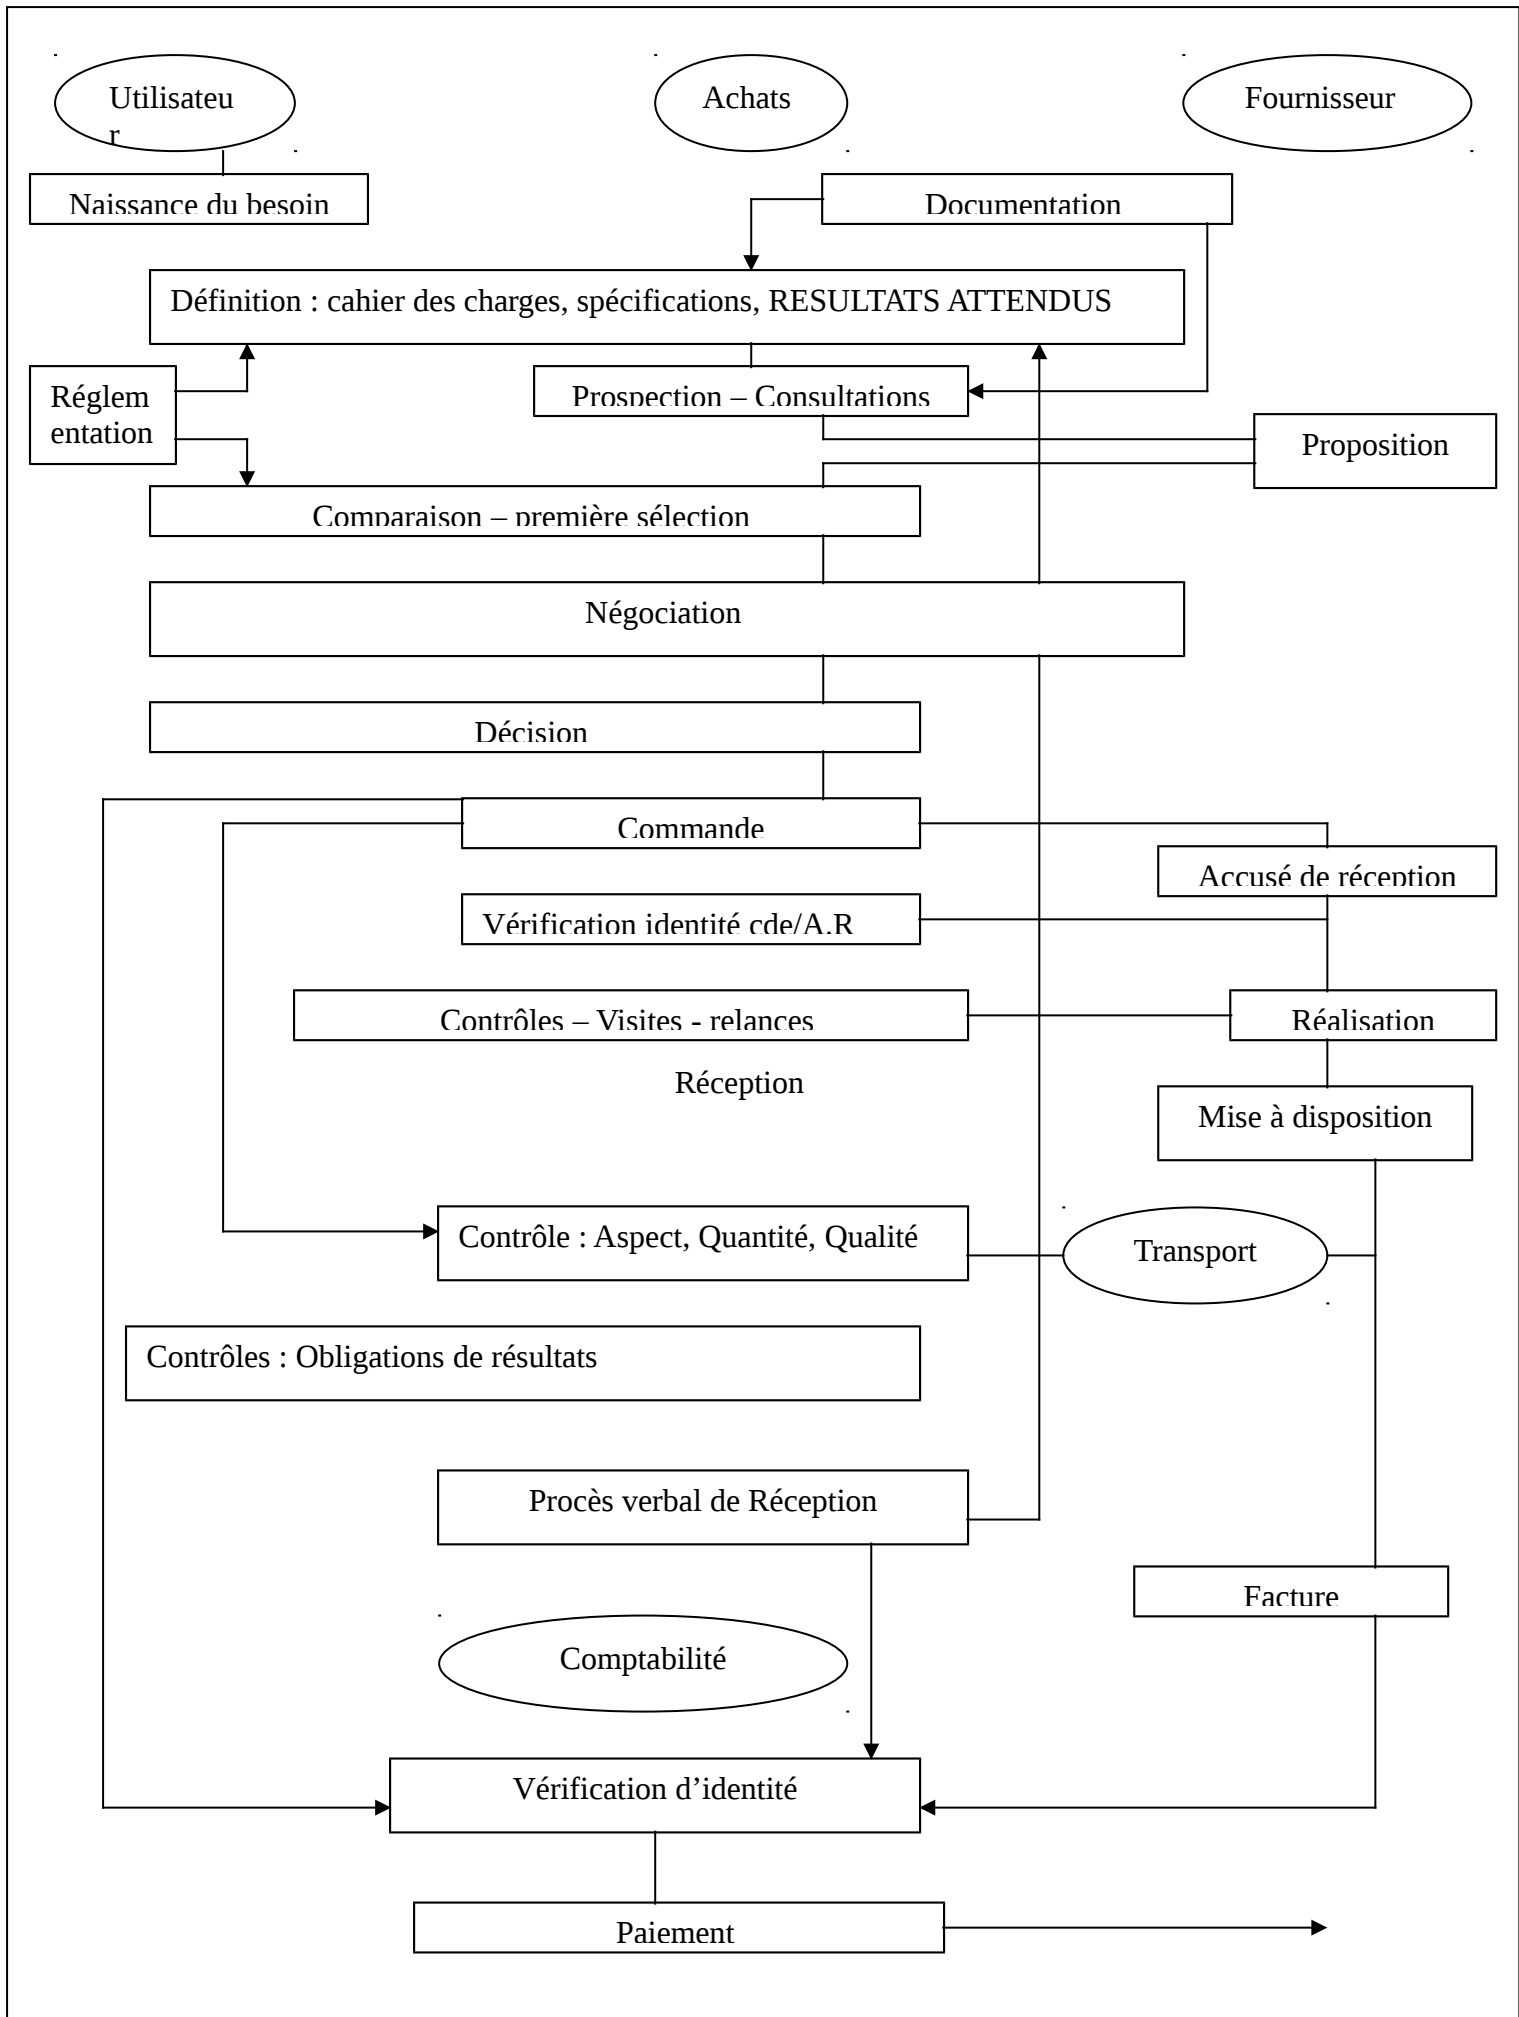 Utilisateu
r
Achats
Fournisseur
Naissance du besoin
Documentation
Définition : cahier des charges, spécifications, RESULTATS ATTENDUS
Réglem
entation
Prospection – Consultations
Proposition
Comparaison – première sélection
Négociation
Décision
Commande
Accusé de réception
Vérification identité cde/A.R
Contrôles – Visites - relances
Réalisation
Réception
Mise à disposition
Contrôle : Aspect, Quantité, Qualité
Transport
Contrôles : Obligations de résultats
Procès verbal de Réception
Facture
Comptabilité
Vérification d’identité
Paiement